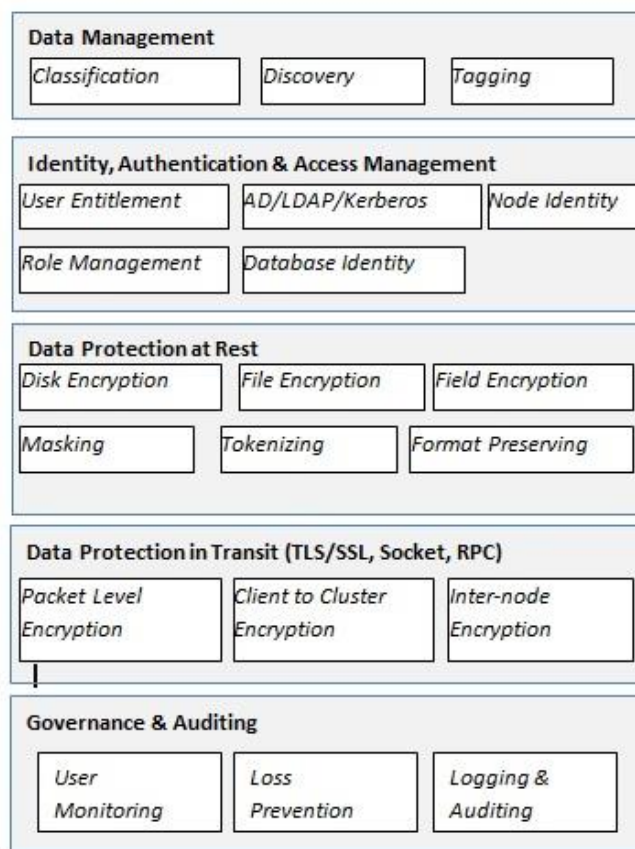 Data Management
Classification
Discovery
Tagging
Identity, Authentication & Access Management
User Entitlement
AD/LDAP/Kerberos
Node Identity
Role Management
Database Identity
Data Protection at Rest
Disk Encryption
File Encryption
Field Encryption
Masking
Tokenizing
Format Preserving
Data Protection in Transit (TLS/SSL, Socket, RPC)
Packet Level
Encryption
Client to Cluster
Encryption
Inter-node
Encryption
Governance & Auditing
User
Monitoring
Loss
Prevention
Logging &
Auditing